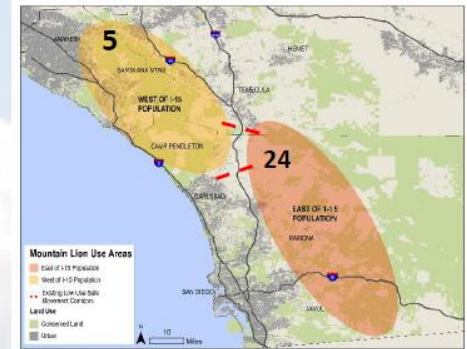 ANAHEIM
5
SANTA ANA MTNS
HEMET
WEST OF I-15
POPULATION
TEMECULA
CAMP PENDLETON
24
CARLSBAD
EAST OF I-15
POPULATION
RAMONA
SAN DIEGO
JAMUL
Mountain Lion Use Areas
East of I-15 Population
West of I-15 Population
Existing Low Use Safe
Movement Corridors
Land Use
Conserved Land
Urban
N
10
Miles